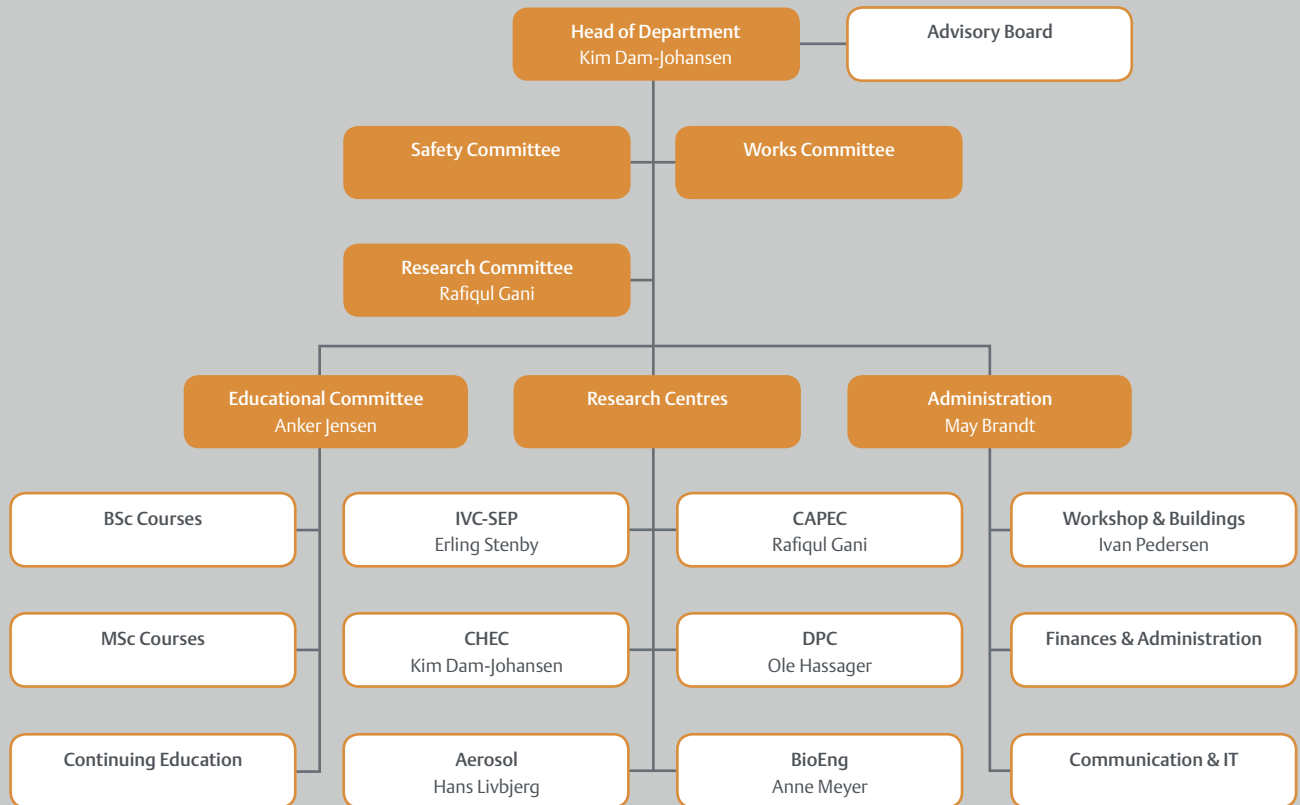 Head of Department
Kim Dam-Johansen
Advisory Board
Safety Committee
Works Committee
Research Committee
Rafiqul Gani
Educational Committee
Anker Jensen
Research Centres
Administration
May Brandt
BSc Courses
IVC-SEP
Erling Stenby
CAPEC
Rafiqul Gani
Workshop & Buildings
Ivan Pedersen
MSc Courses
CHEC
Kim Dam-Johansen
DPC
Ole Hassager
Finances & Administration
Continuing Education
Aerosol
Hans Livbjerg
BioEng
Anne Meyer
Communication & IT